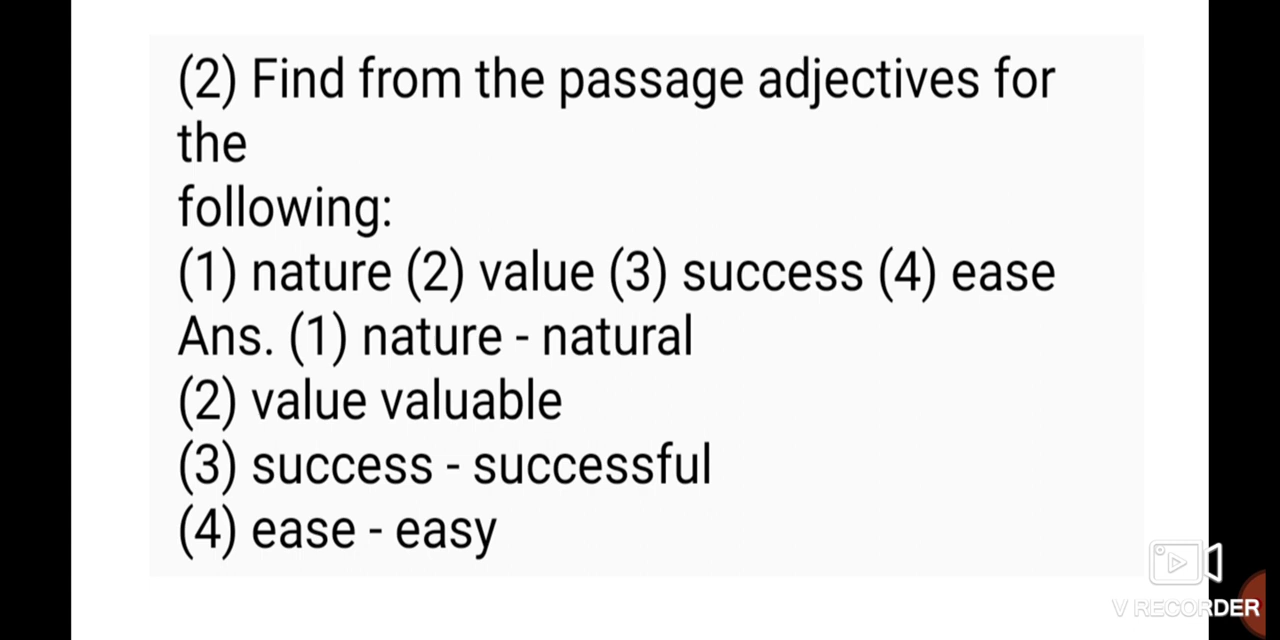 (2) Find from the passage adjectives for
the
following:
(1) nature (2) value (3) success (4) ease
Ans. (1) nature - natural
(2) value valuable
(3) success - successful
(4) ease - easy
V RECORDER